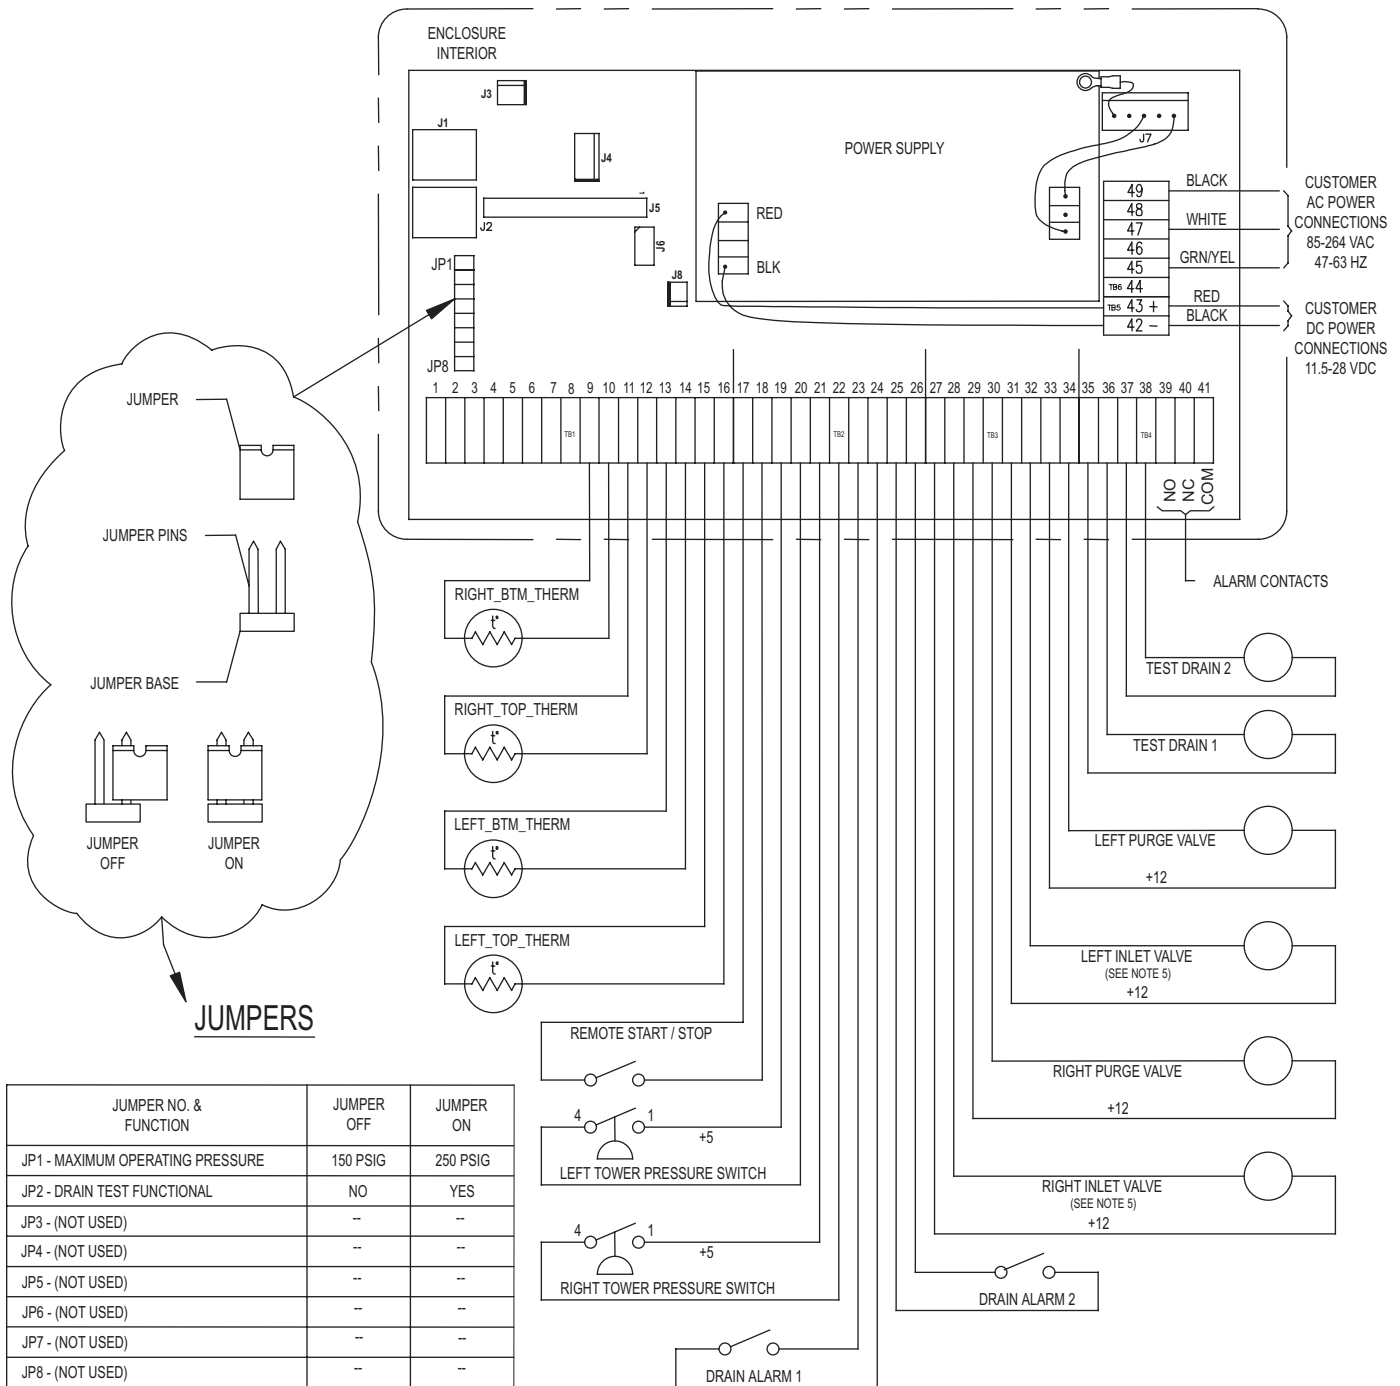 ENCLOSURE
INTERIOR
J3
J1
J4
J2
J5
J6
J8
JP1
JP8
POWER SUPPLY
RED
BLK
J7
49
48
47
46
45
TB6 44
TB5 43 +
42 -
BLACK
WHITE
GRN/YEL
RED
BLACK
CUSTOMER
AC POWER
CONNECTIONS
85-264 VAC
47-63 HZ
CUSTOMER
DC POWER
CONNECTIONS
11.5-28 VDC
1 2 3 4 5 6 7 8 9 10 11 12 13 14 15 16 17 18 19 20 21 22 23 24 25 26 27 28 29 30 31 32 33 34 35 36 37 38 39 40 41
TB1 TB2 TB3 TB4
NO
NC
COM
ALARM CONTACTS
JUMPER
JUMPER PINS
JUMPER BASE
JUMPER
OFF
JUMPER
ON
JUMPERS
RIGHT_BTM_THERM
t°
RIGHT_TOP_THERM
t°
LEFT_BTM_THERM
t°
LEFT_TOP_THERM
t°
REMOTE START / STOP
4 1
+5
LEFT TOWER PRESSURE SWITCH
4 1
+5
RIGHT TOWER PRESSURE SWITCH
DRAIN ALARM 1
TEST DRAIN 2
TEST DRAIN 1
LEFT PURGE VALVE
+12
LEFT INLET VALVE
(SEE NOTE 5)
+12
RIGHT PURGE VALVE
+12
RIGHT INLET VALVE
(SEE NOTE 5)
+12
DRAIN ALARM 2
JUMPER NO. &
FUNCTION
JUMPER
OFF
JUMPER
ON
JP1 - MAXIMUM OPERATING PRESSURE 150 PSIG 250 PSIG
JP2 - DRAIN TEST FUNCTIONAL NO YES
JP3 - (NOT USED) -- --
JP4 - (NOT USED) -- --
JP5 - (NOT USED) -- --
JP6 - (NOT USED) -- --
JP7 - (NOT USED) -- --
JP8 - (NOT USED) -- --